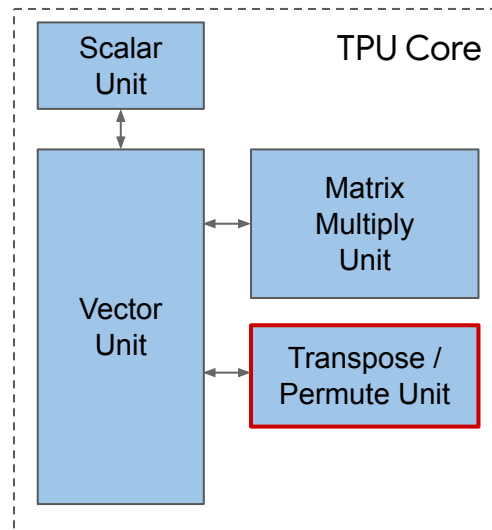 Scalar
Unit
TPU Core
Matrix
Multiply
Unit
Vector
Unit
Transpose /
Permute Unit